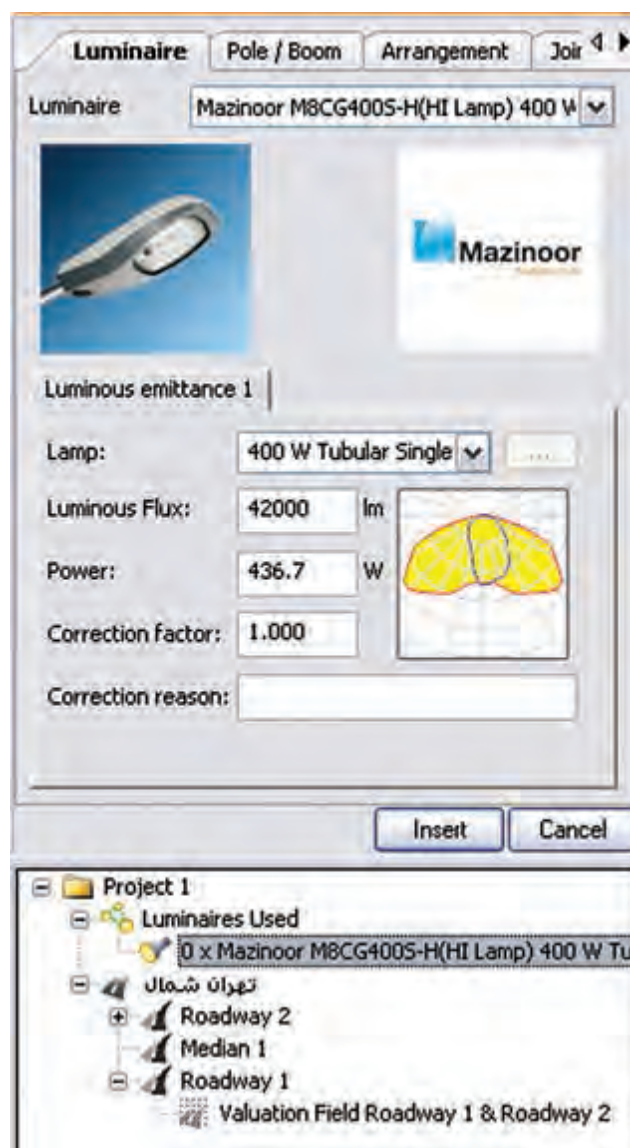 Luminaire Pole / Boom Arrangement Joir
Luminaire Mazinoor M8CG400S-H(HI Lamp) 400 W
Mazinoor
Luminous emittance 1
Lamp: 400 W Tubular Single ...
Luminous Flux: 42000 lm
Power: 436.7 W
Correction factor: 1.000
Correction reason:
Insert Cancel
Project 1
Luminaires Used
0 x Mazinoor M8CG400S-H(HI Lamp) 400 W Tu
تهران شمال
Roadway 2
Median 1
Roadway 1
Valuation Field Roadway 1 & Roadway 2